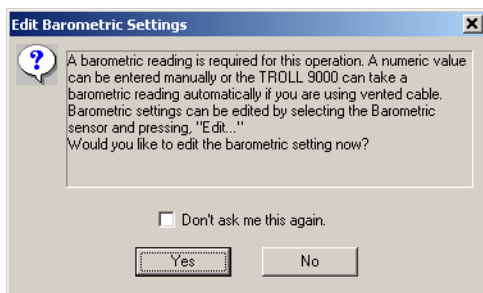 Edit Barometric Settings
A barometric reading is required for this operation. A numeric value
can be entered manually or the TROLL 9000 can take a
barometric reading automatically if you are using vented cable.
Barometric settings can be edited by selecting the Barometric
sensor and pressing, "Edit..."
Would you like to edit the barometric setting now?
Don't ask me this again.
Yes
No